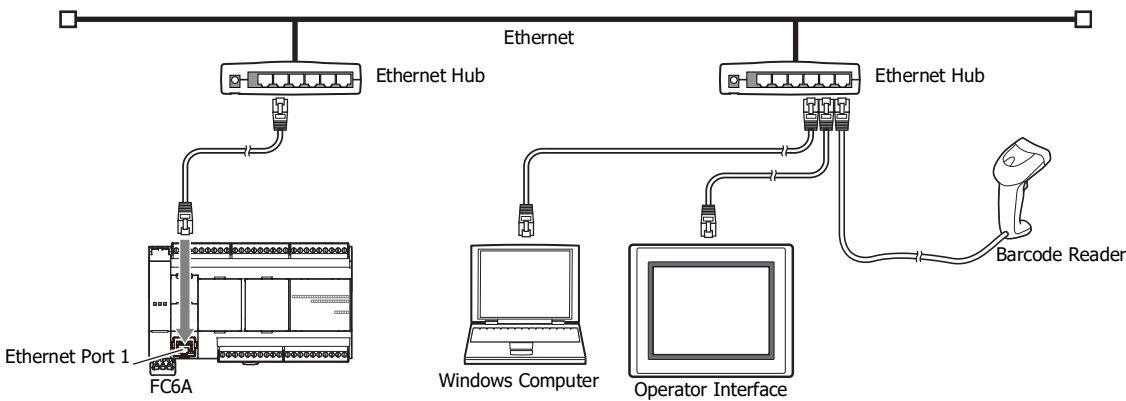 Ethernet
Ethernet Hub
Ethernet Hub
Barcode Reader
Ethernet Port 1
FC6A
Windows Computer
Operator Interface